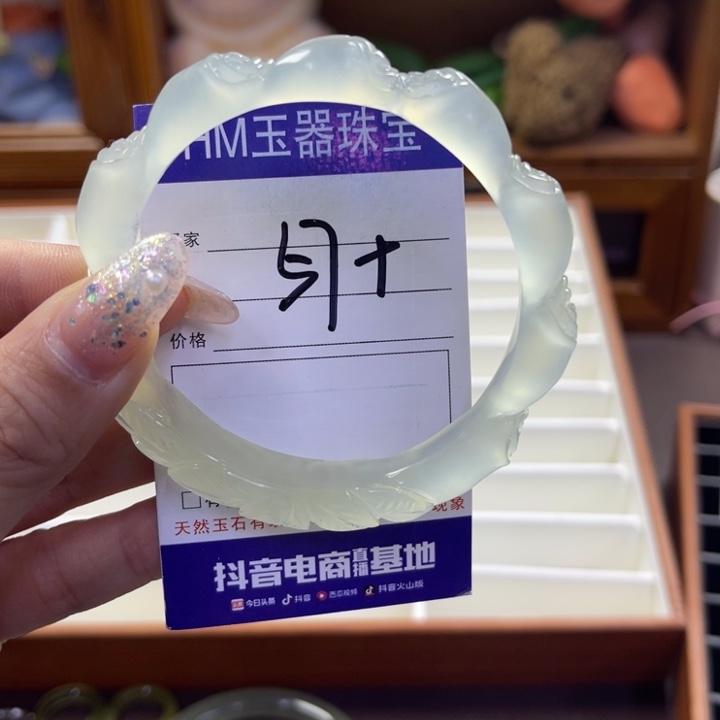 HM玉器珠宝
家
价格
天然玉石有
现象
抖音电商直播基地
今日头条 抖音 西瓜视频 抖音火山版